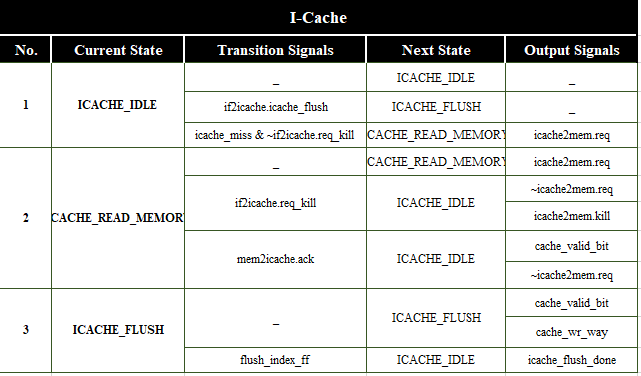 I-Cache
No. Current State Transition Signals Next State Output Signals
_ ICACHE_IDLE _
1 ICACHE_IDLE if2icache.icache_flush ICACHE_FLUSH _
icache_miss & ~if2icache.req_kill CACHE_READ_MEMORY icache2mem.req
_ CACHE_READ_MEMORY icache2mem.req
2 CACHE_READ_MEMOR if2icache.req_kill ICACHE_IDLE ~icache2mem.req
icache2mem.kill
mem2icache.ack ICACHE_IDLE cache_valid_bit
~icache2mem.req
3 ICACHE_FLUSH _ ICACHE_FLUSH cache_valid_bit
cache_wr_way
flush_index_ff ICACHE_IDLE icache_flush_done